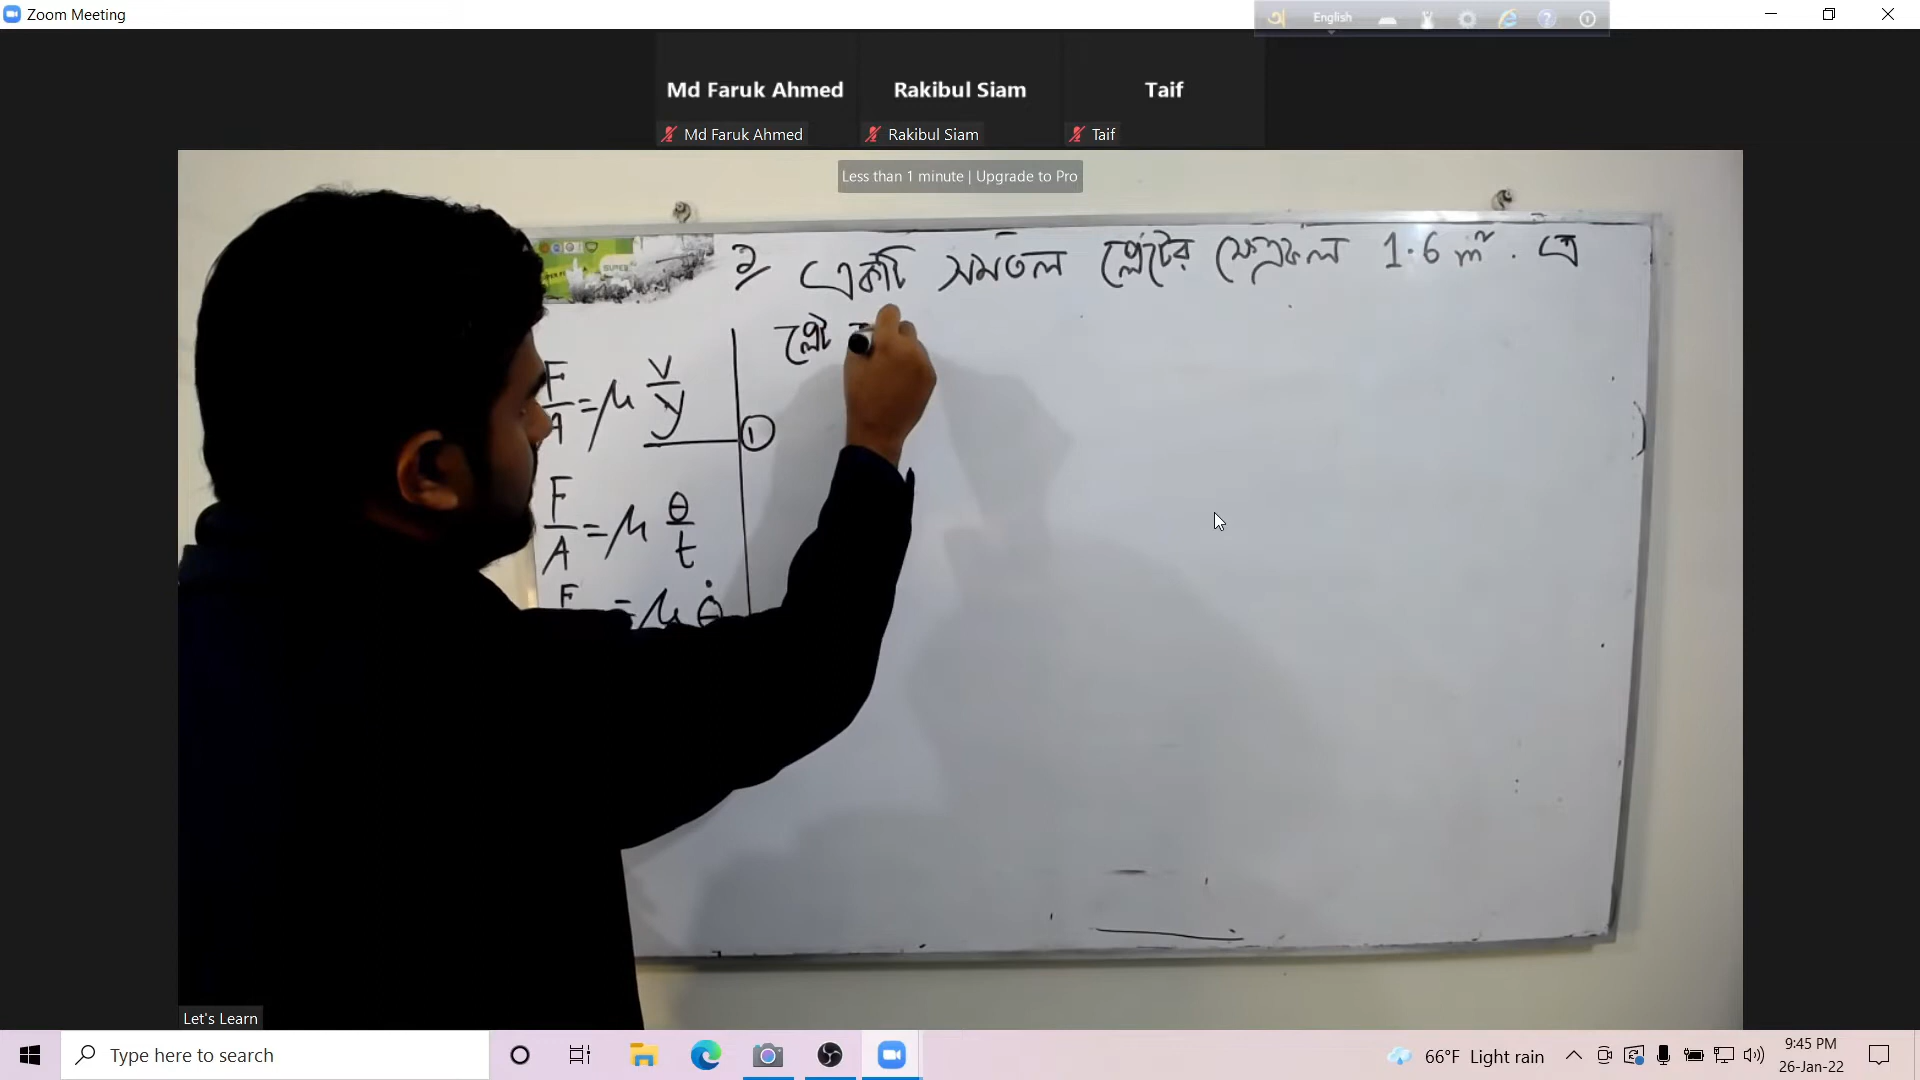 Zoom Meeting
English
Md Faruk Ahmed
Rakibul Siam
Taif
Md Faruk Ahmed
Rakibul Siam
Taif
Less than 1 minute | Upgrade to Pro
২/ একটি সমতল প্লেটের ক্ষেত্রফল 1.6 m². এ
প্লেট
F/A = μ v/y ①
F/A = μ θ/t
F = μ θ̇
Let's Learn
Type here to search
66°F Light rain
9:45 PM
26-Jan-22